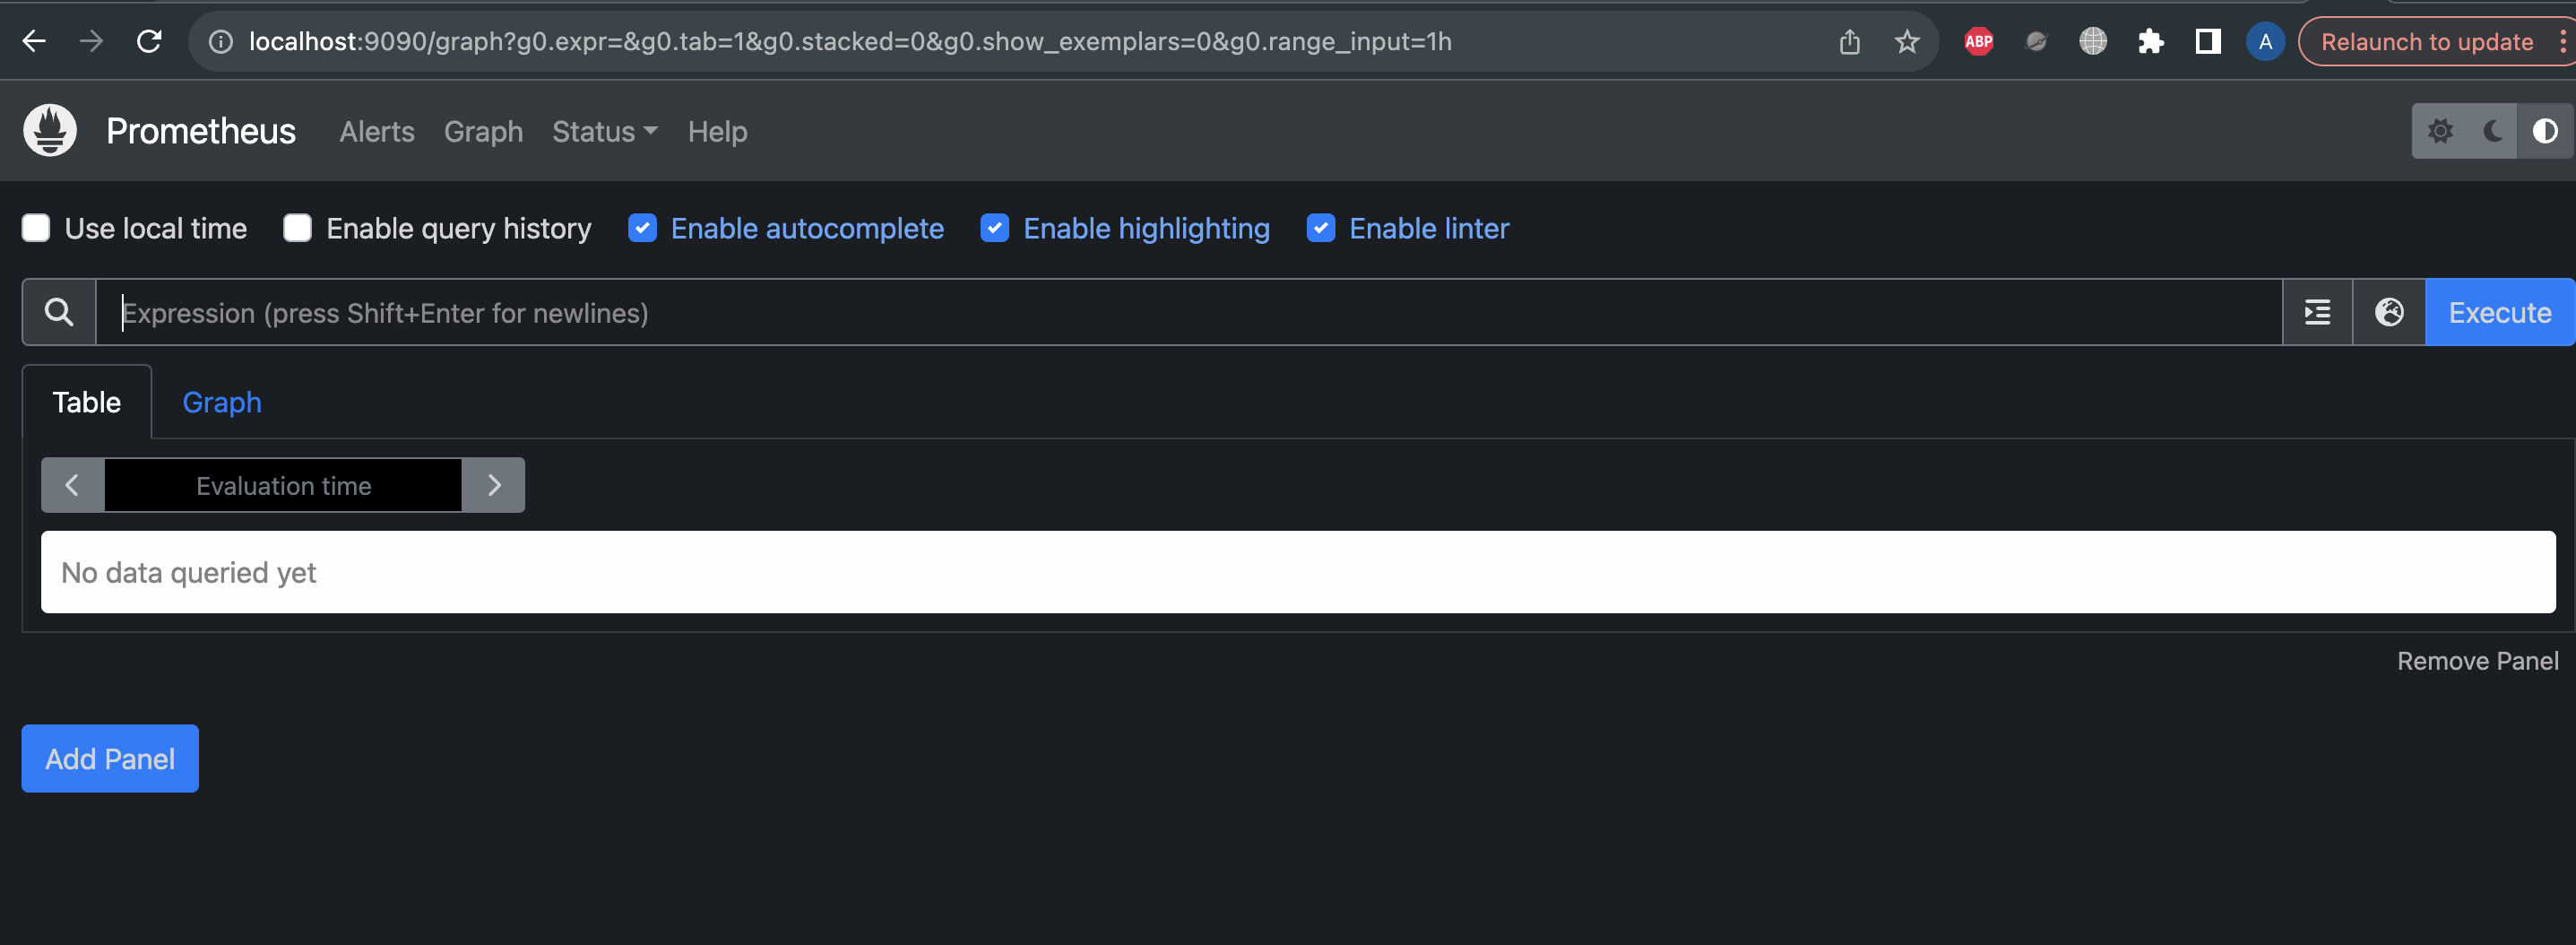 localhost:9090/graph?g0.expr=&g0.tab=1&g0.stacked=0&g0.show_exemplars=0&g0.range_input=1h ABP A Relaunch to update
Prometheus Alerts Graph Status Help
Use local time Enable query history Enable autocomplete Enable highlighting Enable linter
Expression (press Shift+Enter for newlines) Execute
Table Graph
Evaluation time
No data queried yet
Remove Panel
Add Panel